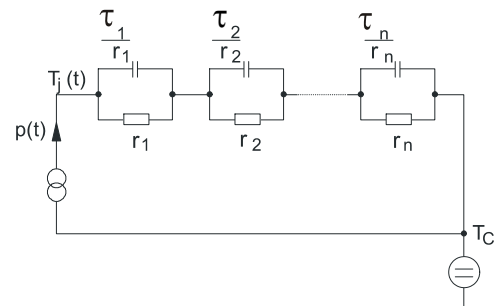 τ1/r1
τ2/r2
τn/rn
Tj(t)
p(t)
r1
r2
rn
TC